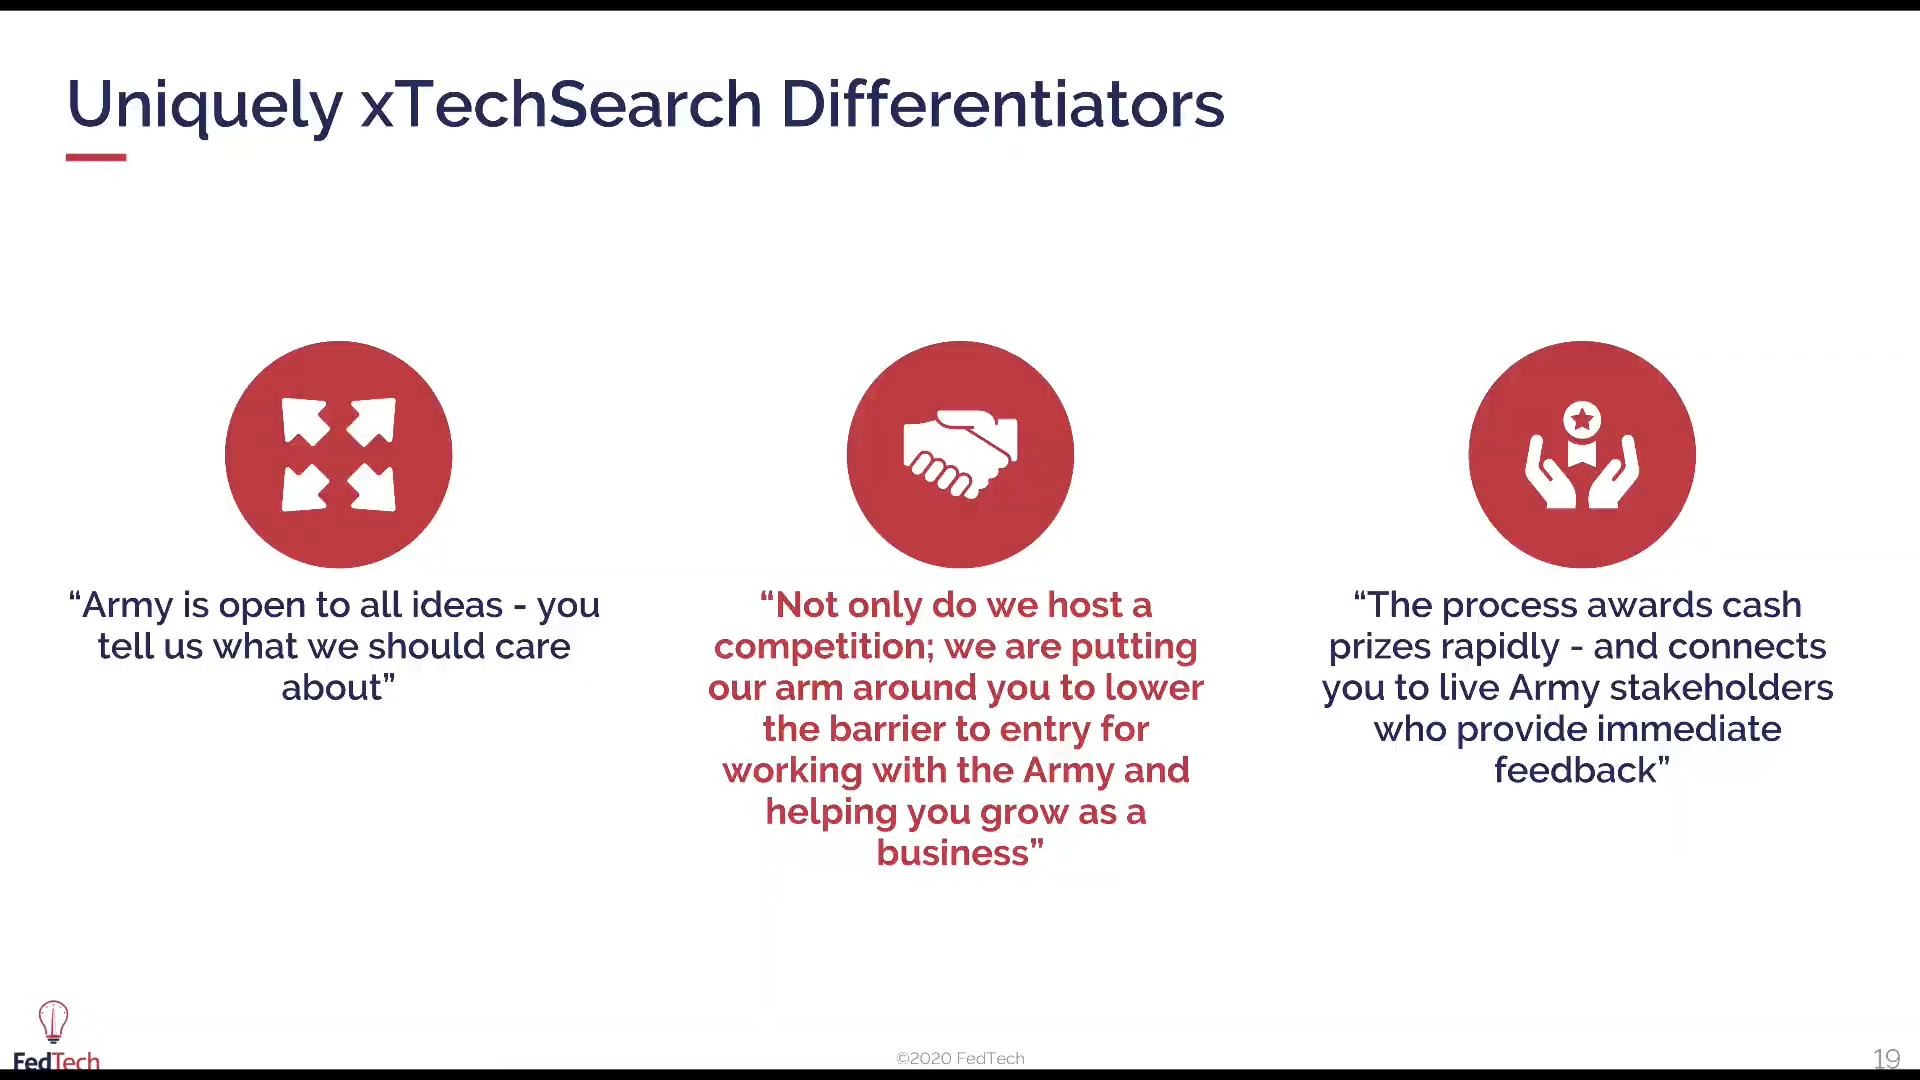 Uniquely xTechSearch Differentiators
“Army is open to all ideas - you
tell us what we should care
about”
“Not only do we host a
competition; we are putting
our arm around you to lower
the barrier to entry for
working with the Army and
helping you grow as a
business”
“The process awards cash
prizes rapidly - and connects
you to live Army stakeholders
who provide immediate
feedback”
FedTech
©2020 FedTech
19